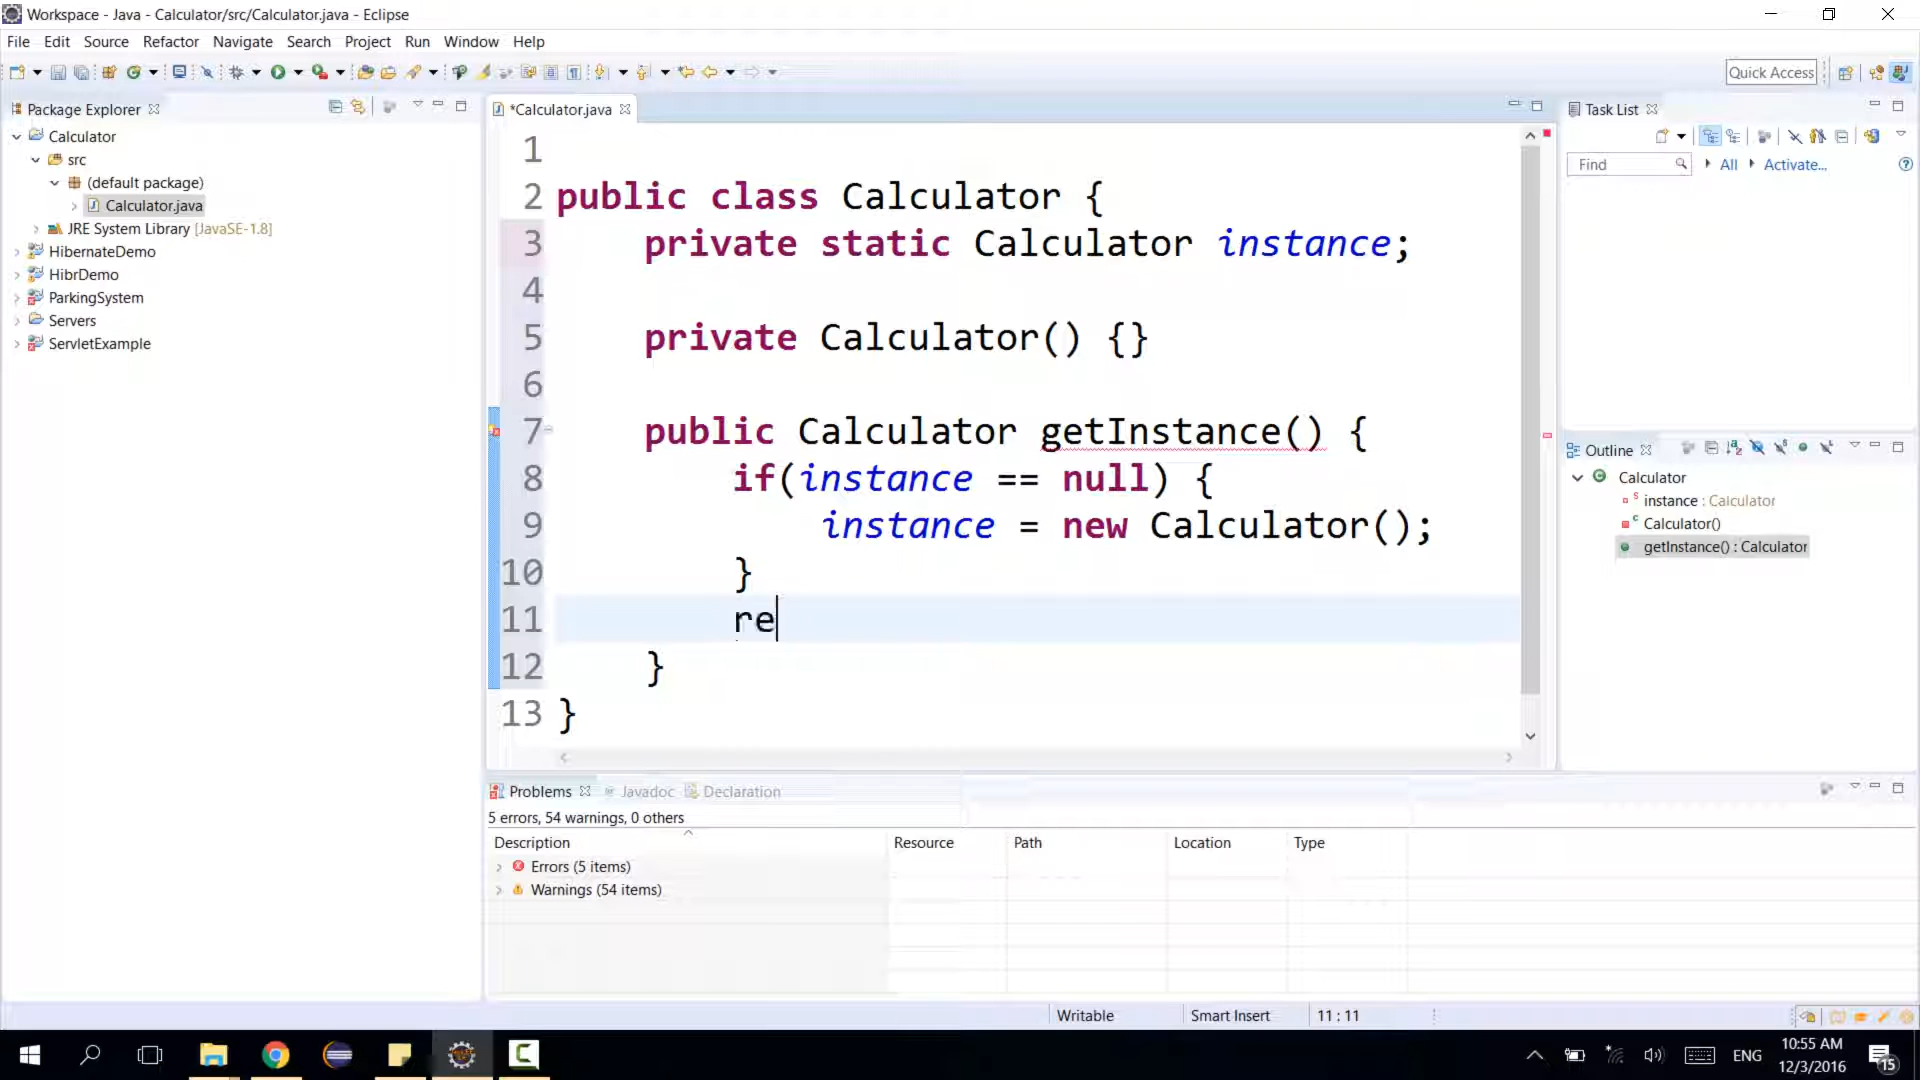 Workspace - Java - Calculator/src/Calculator.java - Eclipse
File Edit Source Refactor Navigate Search Project Run Window Help
Quick Access
Package Explorer
*Calculator.java
Task List
Calculator
src
(default package)
Calculator.java
JRE System Library [JavaSE-1.8]
HibernateDemo
HibrDemo
ParkingSystem
Servers
ServletExample
1
2 public class Calculator {
3 private static Calculator instance;
4
5 private Calculator() {}
6
7 public Calculator getInstance() {
8 if(instance == null) {
9 instance = new Calculator();
10 }
11 re
12 }
13 }
Find
All
Activate...
Outline
Calculator
S instance : Calculator
C Calculator()
getInstance() : Calculator
Problems Javadoc Declaration
5 errors, 54 warnings, 0 others
Description Resource Path Location Type
Errors (5 items)
Warnings (54 items)
Writable Smart Insert 11 : 11
ENG
10:55 AM
12/3/2016
15